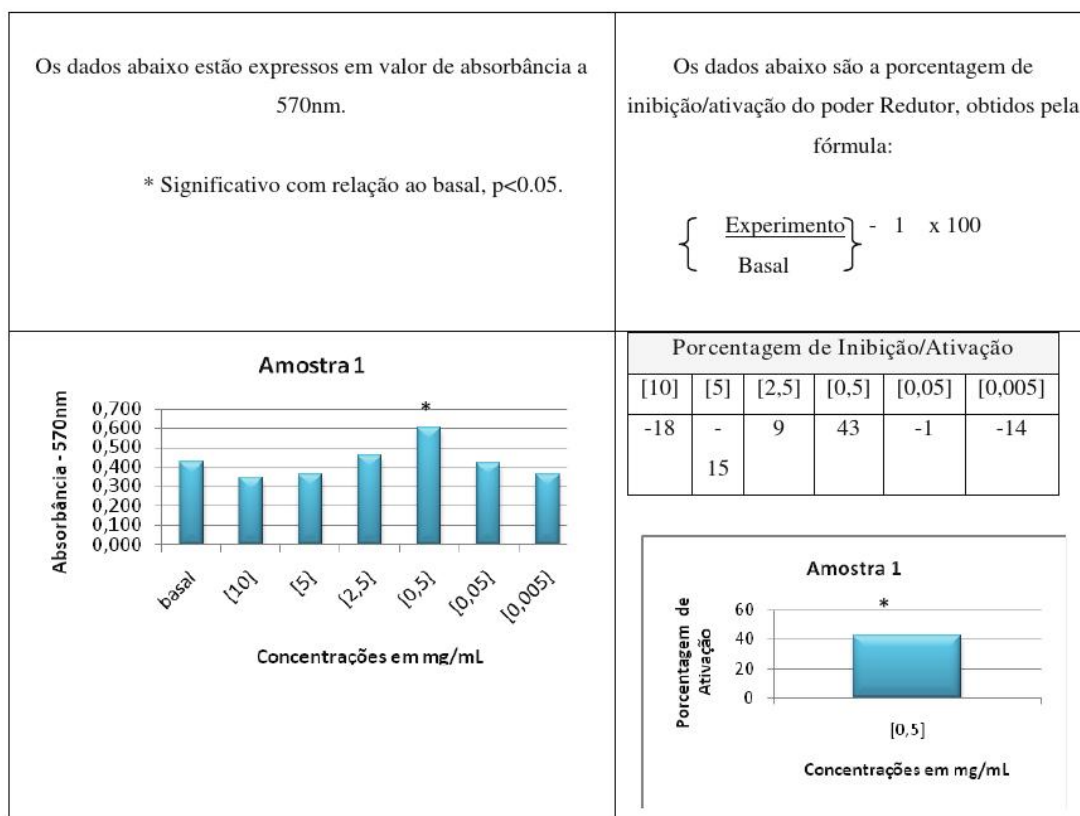 Os dados abaixo estão expressos em valor de absorbância a
570nm.
* Significativo com relação ao basal, p<0.05.
Os dados abaixo são a porcentagem de
inibição/ativação do poder Redutor, obtidos pela
fórmula:
{ Experimento } - 1 x 100
Basal
Amostra 1
Absorbância - 570nm
0,700
0,600
0,500
0,400
0,300
0,200
0,100
0,000
*
basal [10] [5] [2,5] [0,5] [0,05] [0,005]
Concentrações em mg/mL
Porcentagem de Inibição/Ativação
[10] [5] [2,5] [0,5] [0,05] [0,005]
-18 - 9 43 -1 -14
15
Amostra 1
Porcentagem de
Ativação
60
40
20
0
*
[0,5]
Concentrações em mg/mL